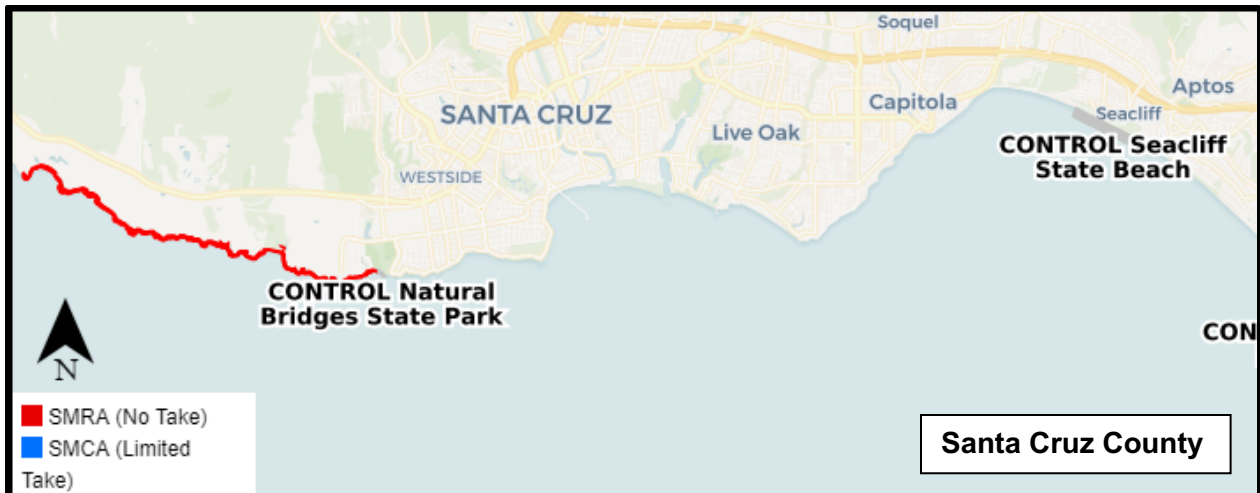 Soquel
Aptos
SANTA CRUZ
Capitola
Seacliff
Live Oak
CONTROL Seacliff
State Beach
WESTSIDE
CONTROL Natural
Bridges State Park
CON
N
SMRA (No Take)
SMCA (Limited
Take)
Santa Cruz County